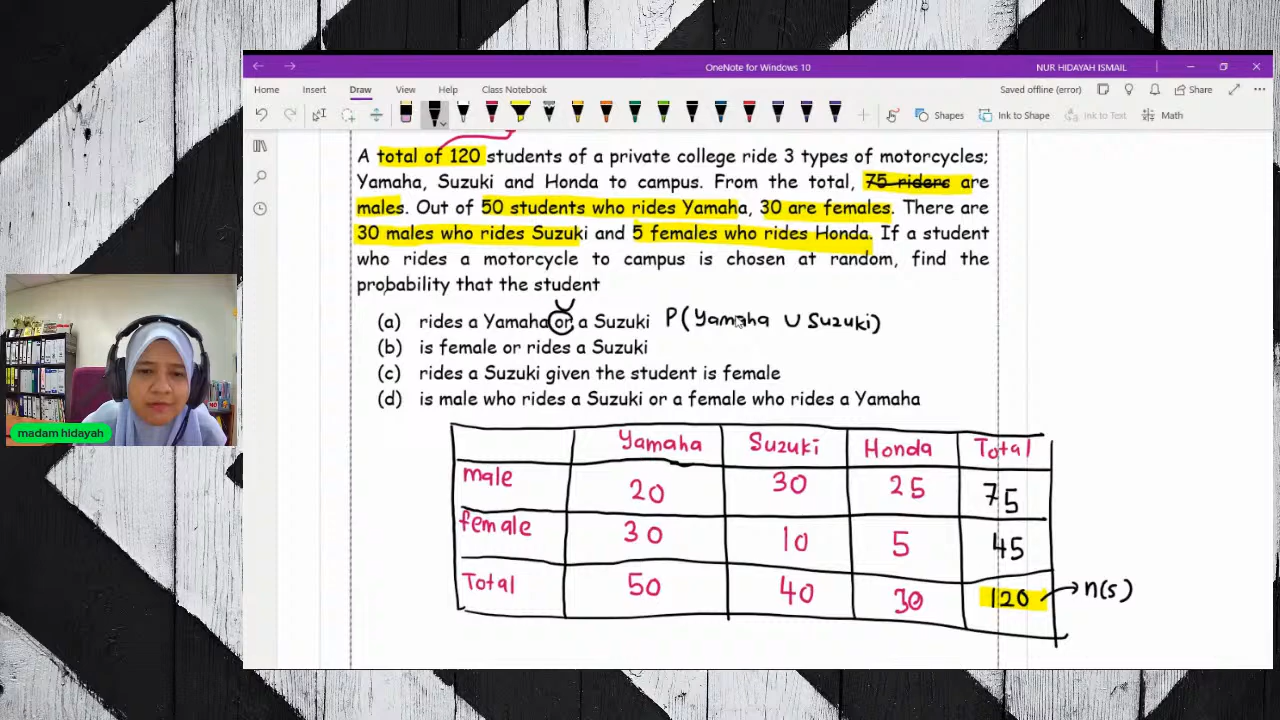 OneNote for Windows 10
NUR HIDAYAH ISMAIL
Home Insert Draw View Help Class Notebook
Saved offline (error) Share
Shapes Ink to Shape Ink to Text Math
A total of 120 students of a private college ride 3 types of motorcycles;
Yamaha, Suzuki and Honda to campus. From the total, 75 riders are
males. Out of 50 students who rides Yamaha, 30 are females. There are
30 males who rides Suzuki and 5 females who rides Honda. If a student
who rides a motorcycle to campus is chosen at random, find the
probability that the student
(a) rides a Yamaha or a Suzuki P(Yamaha ∪ Suzuki)
(b) is female or rides a Suzuki
(c) rides a Suzuki given the student is female
(d) is male who rides a Suzuki or a female who rides a Yamaha
Yamaha Suzuki Honda Total
male 20 30 25 75
female 30 10 5 45
Total 50 40 30 120 → n(s)
madam hidayah